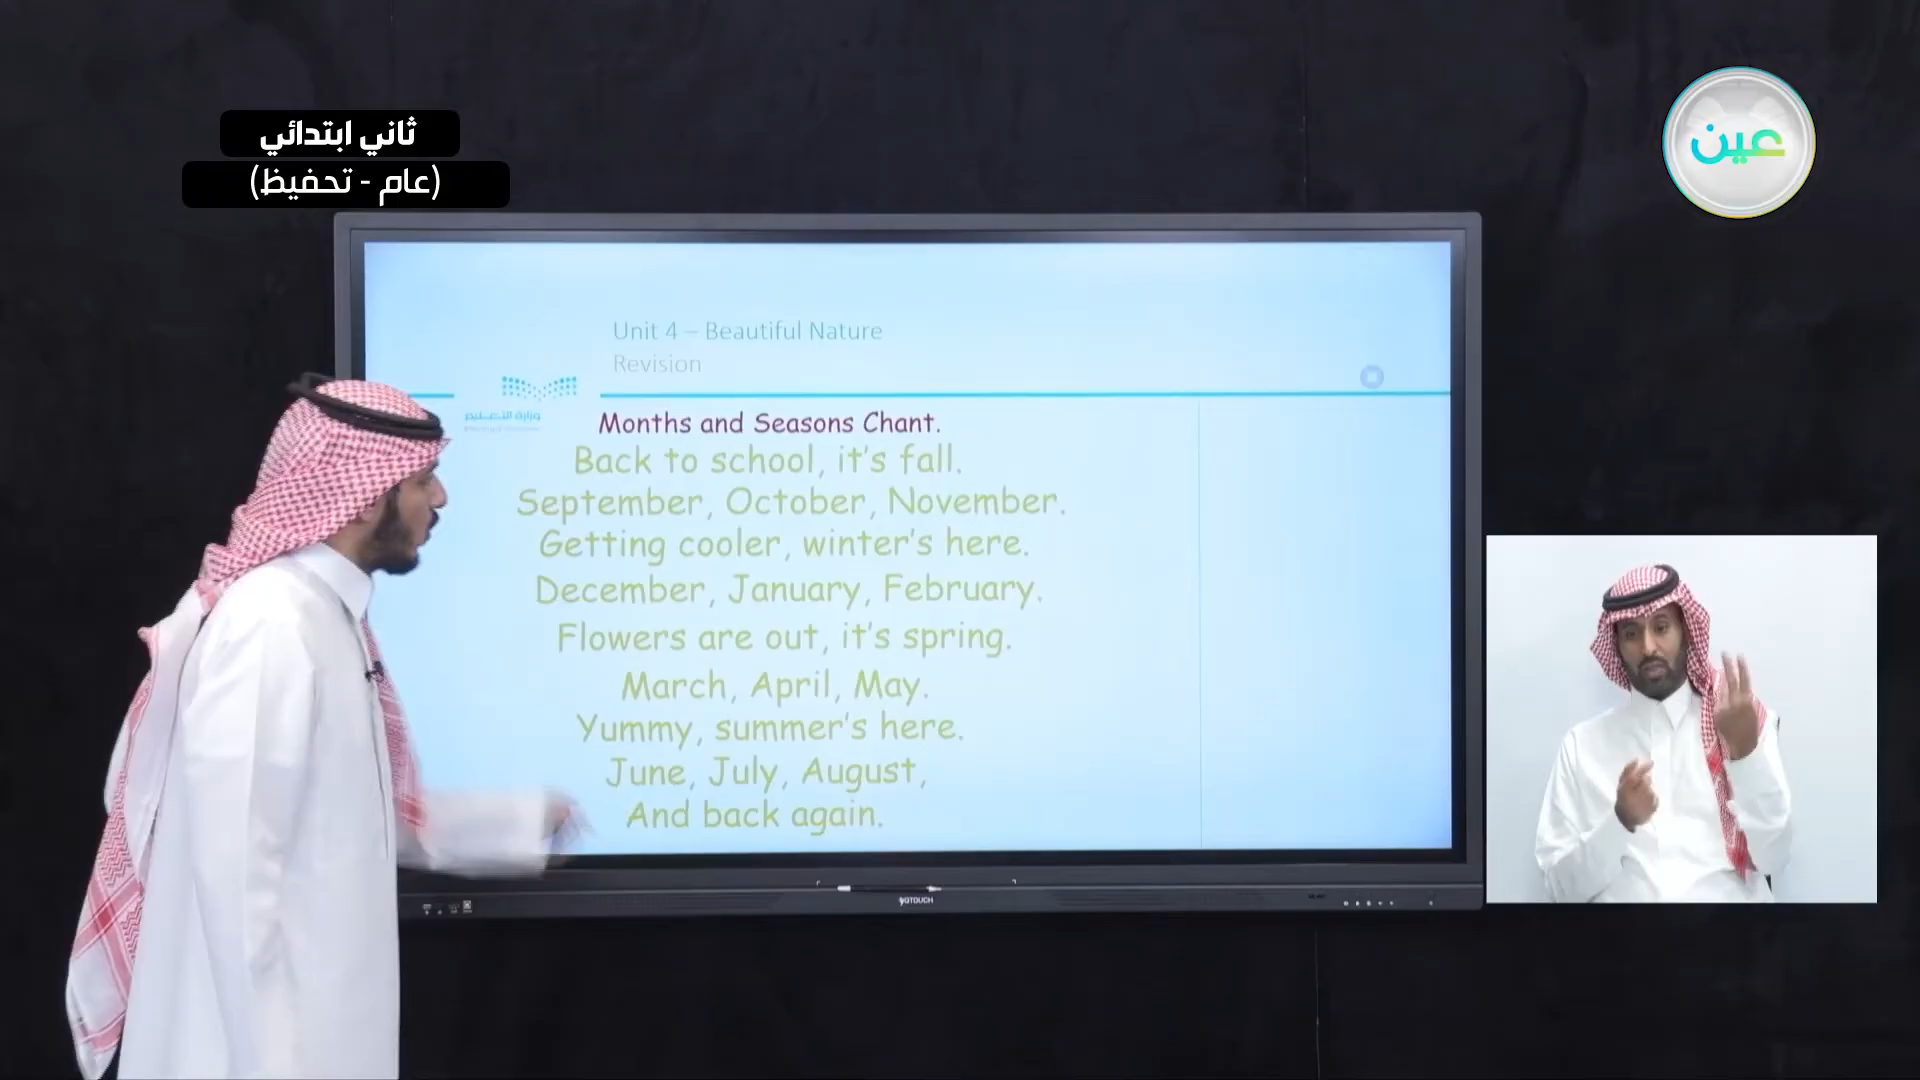 ثاني ابتدائي
(عام - تحفيظ)
عين
Unit 4 – Beautiful Nature
Revision
وزارة التعليم
Months and Seasons Chant.
Back to school, it's fall.
September, October, November.
Getting cooler, winter's here.
December, January, February.
Flowers are out, it's spring.
March, April, May.
Yummy, summer's here.
June, July, August,
And back again.